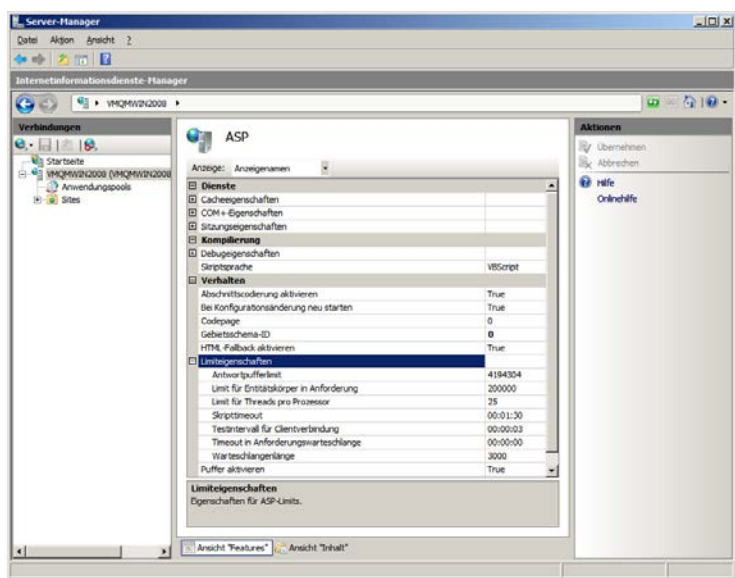 Server-Manager
Datei Aktion Ansicht ?
Internetinformationsdienste-Manager
VMQMWIN2008
Verbindungen
Startseite
VMQMWIN2008 (VMQMWIN2008
Anwendungspools
Sites
ASP
Anzeige: Anzeigenamen
Dienste
Cacheeigenschaften
COM+-Eigenschaften
Sitzungseigenschaften
Kompilierung
Debugeigenschaften
Skriptsprache VBScript
Verhalten
Abschnittscodierung aktivieren True
Bei Konfigurationsänderung neu starten True
Codepage 0
Gebietsschema-ID 0
HTML-Fallback aktivieren True
Limiteigenschaften
Antwortpufferlimit 4194304
Limit für Entitätskörper in Anforderung 200000
Limit für Threads pro Prozessor 25
Skripttimeout 00:01:30
Testintervall für Clientverbindung 00:00:03
Timeout in Anforderungswarteschlange 00:00:00
Warteschlangenlänge 3000
Puffer aktivieren True
Limiteigenschaften
Eigenschaften für ASP-Limits.
Ansicht "Features" Ansicht "Inhalt"
Aktionen
Übernehmen
Abbrechen
Hilfe
Onlinehilfe